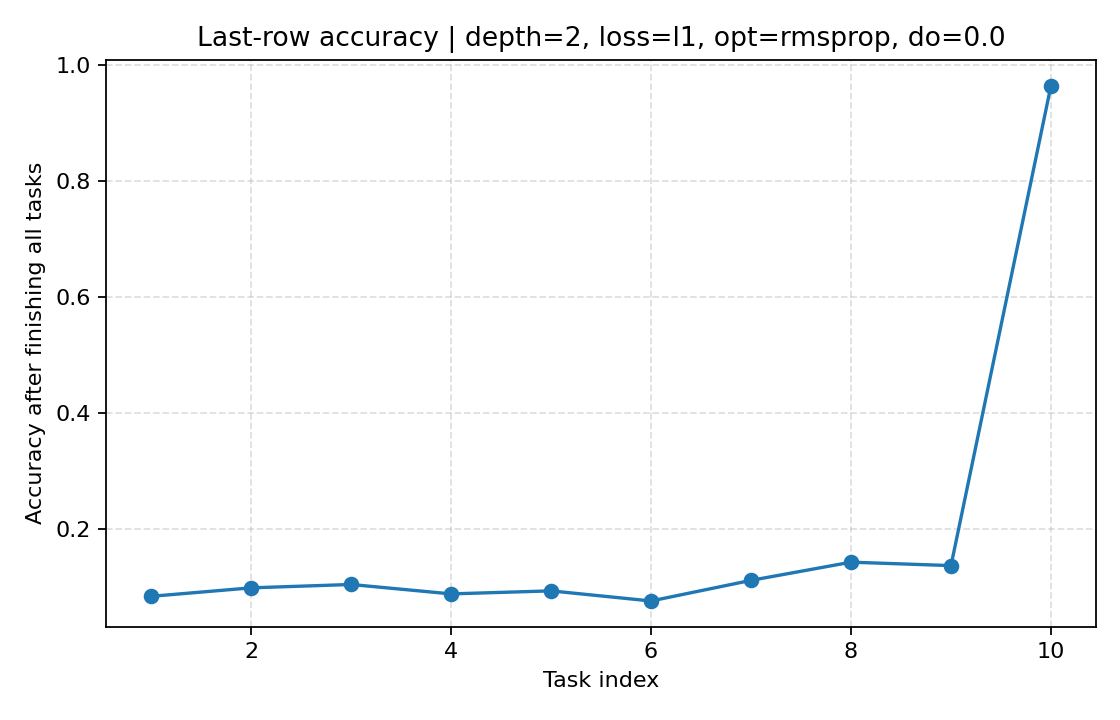 Last-row accuracy | depth=2, loss=l1, opt=rmsprop, do=0.0
Accuracy after finishing all tasks
1.0
0.8
0.6
0.4
0.2
2 4 6 8 10
Task index